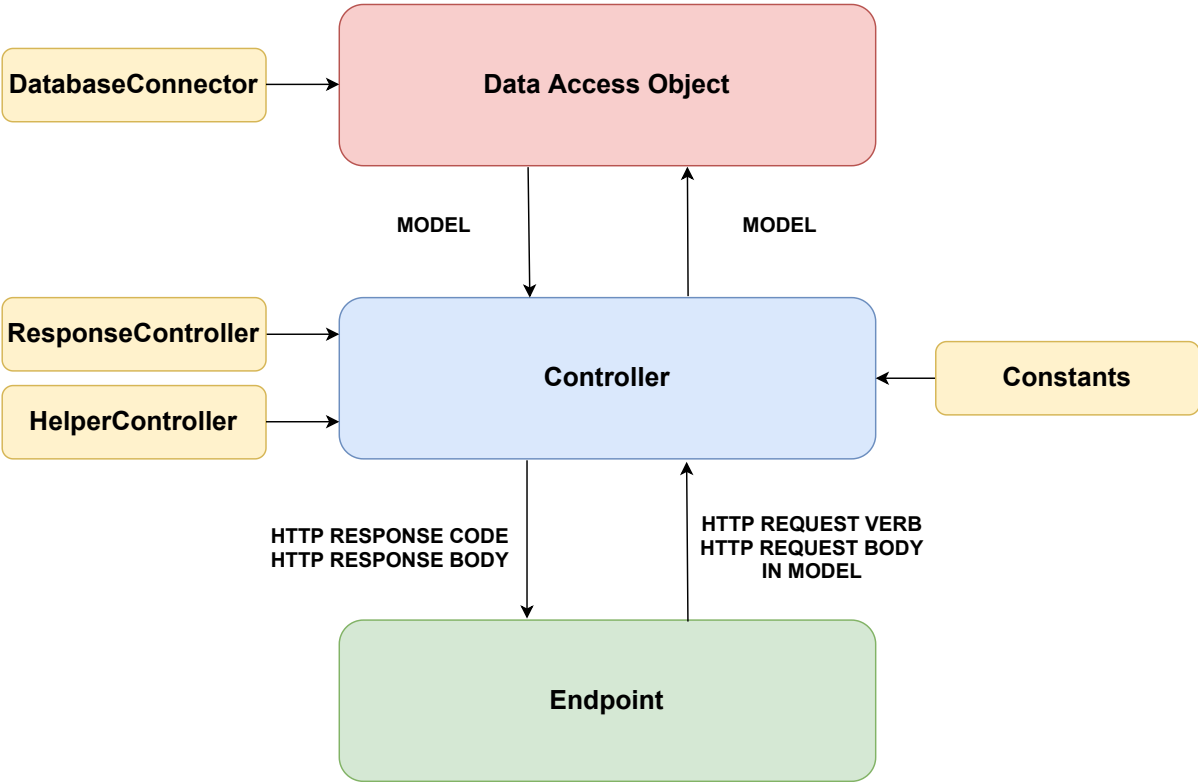 DatabaseConnector
Data Access Object
MODEL
MODEL
ResponseController
Controller
Constants
HelperController
HTTP RESPONSE CODE
HTTP RESPONSE BODY
HTTP REQUEST VERB
HTTP REQUEST BODY
IN MODEL
Endpoint